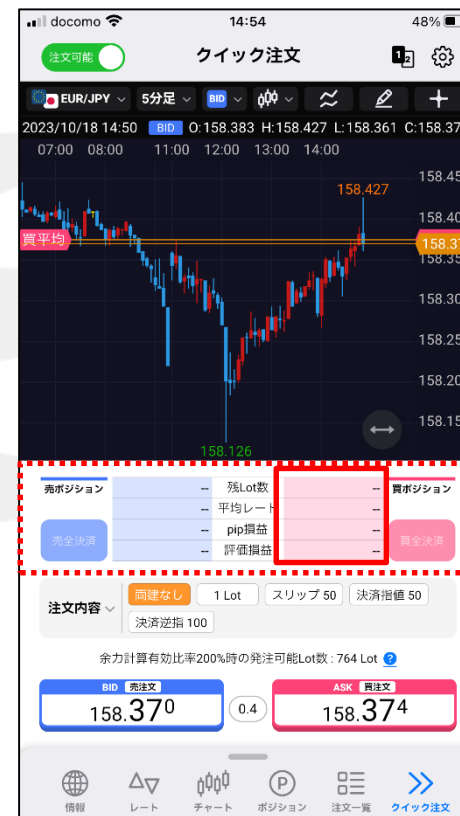 docomo 14:54 48%
注文可能 クイック注文
EUR/JPY 5分足 BID
2023/10/18 14:50 BID O:158.383 H:158.427 L:158.361 C:158.37
07:00 08:00 11:00 12:00 13:00 14:00
158.45
158.427
158.40
買平均
158.37
158.35
158.30
158.25
158.20
158.15
158.126
売ポジション -- 残Lot数 -- 買ポジション
-- 平均レート --
売全決済 -- pip損益 -- 買全決済
-- 評価損益 --
注文内容 両建なし 1 Lot スリップ 50 決済指値 50
決済逆指 100
余力計算有効比率200%時の発注可能Lot数 : 764 Lot ?
BID 売注文 ASK 買注文
158.370 0.4 158.374
P
情報 レート チャート ポジション 注文一覧 クイック注文